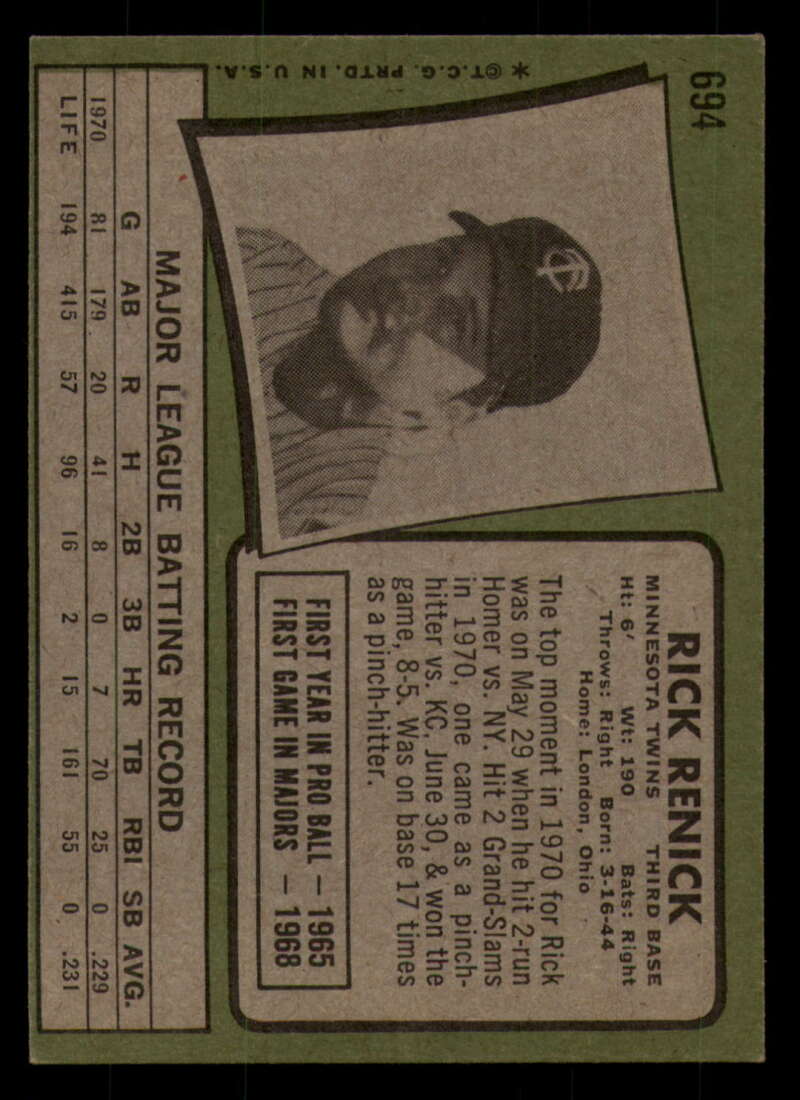 694
RICK RENICK
MINNESOTA TWINS THIRD BASE
Ht: 6' Wt: 190 Bats: Right
Throws: Right Born: 3-16-44
Home: London, Ohio
The top moment in 1970 for Rick
was on May 29 when he hit 2-run
Homer vs. NY. Hit 2 Grand-Slams
in 1970, one came as a pinch-
hitter vs. KC, June 30, & won the
game, 8-5. Was on base 17 times
as a pinch-hitter.
FIRST YEAR IN PRO BALL — 1965
FIRST GAME IN MAJORS — 1968
* ©T.C.G. PRTD. IN U.S.A.
MAJOR LEAGUE BATTING RECORD
G AB R H 2B 3B HR TB RBI SB AVG.
1970 81 179 20 41 8 0 7 70 25 0 .229
LIFE 194 415 57 96 16 2 15 161 55 0 .231